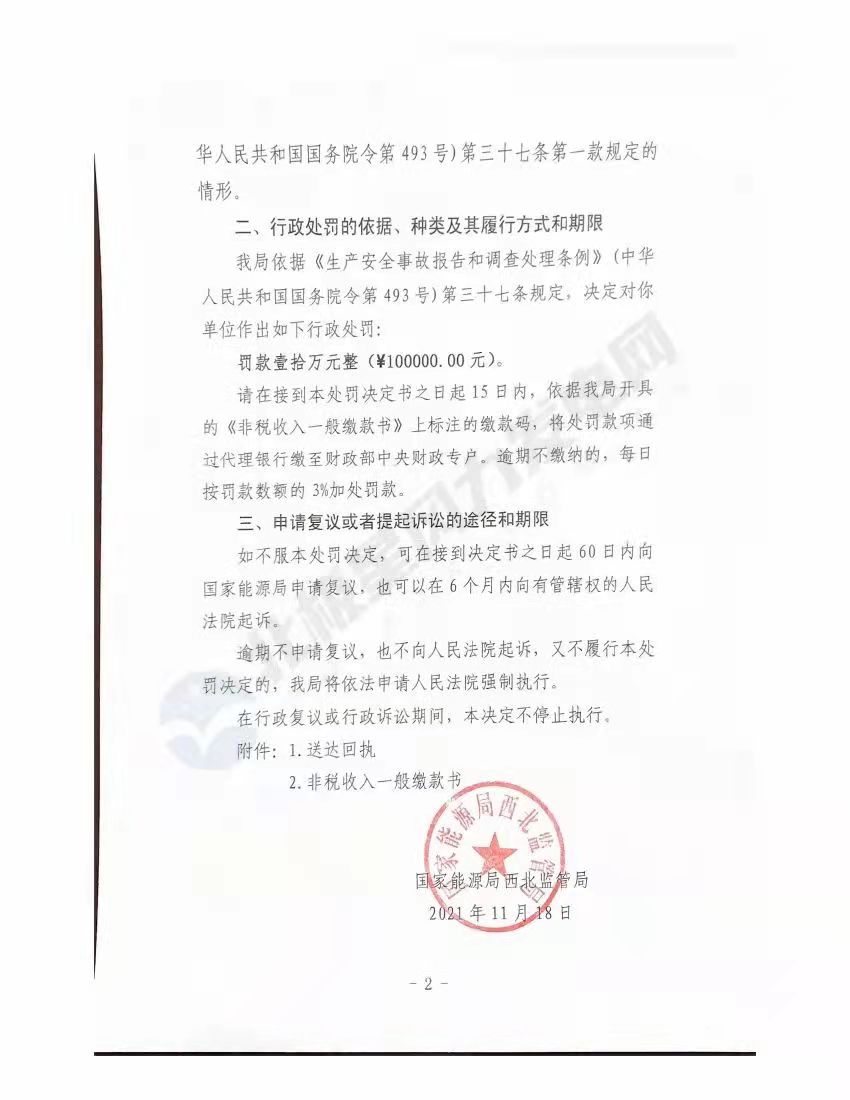 华人民共和国国务院令第 493 号)第三十七条第一款规定的
情形。
二、行政处罚的依据、种类及其履行方式和期限
我局依据《生产安全事故报告和调查处理条例》(中华
人民共和国国务院令第 493 号)第三十七条规定，决定对你
单位作出如下行政处罚：
罚款壹拾万元整（¥100000.00 元）。
请在接到本处罚决定书之日起 15 日内，依据我局开具
的《非税收入一般缴款书》上标注的缴款码，将处罚款项通
过代理银行缴至财政部中央财政专户。逾期不缴纳的，每日
按罚款数额的 3%加处罚款。
三、申请复议或者提起诉讼的途径和期限
如不服本处罚决定，可在接到决定书之日起 60 日内向
国家能源局申请复议，也可以在 6 个月内向有管辖权的人民
法院起诉。
逾期不申请复议，也不向人民法院起诉，又不履行本处
罚决定的，我局将依法申请人民法院强制执行。
在行政复议或行政诉讼期间，本决定不停止执行。
附件：1.送达回执
2.非税收入一般缴款书
国家能源局西北监管局
国家能源局西北监管局
2021 年 11 月 18 日
- 2 -
北极星风力发电网